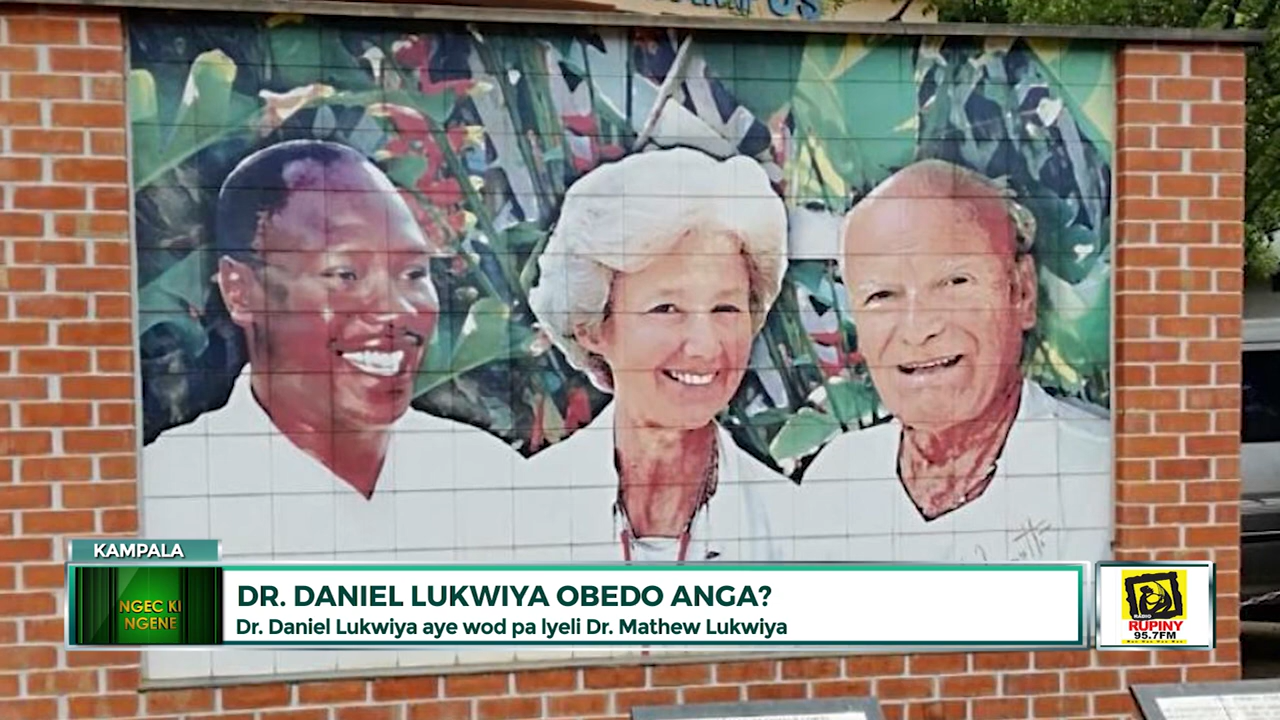 KAMPALA
NGEC KI
NGENE
DR. DANIEL LUKWIYA OBEDO ANGA?
Dr. Daniel Lukwiya aye wod pa lyeli Dr. Mathew Lukwiya
RADIO
RUPINY
95.7FM